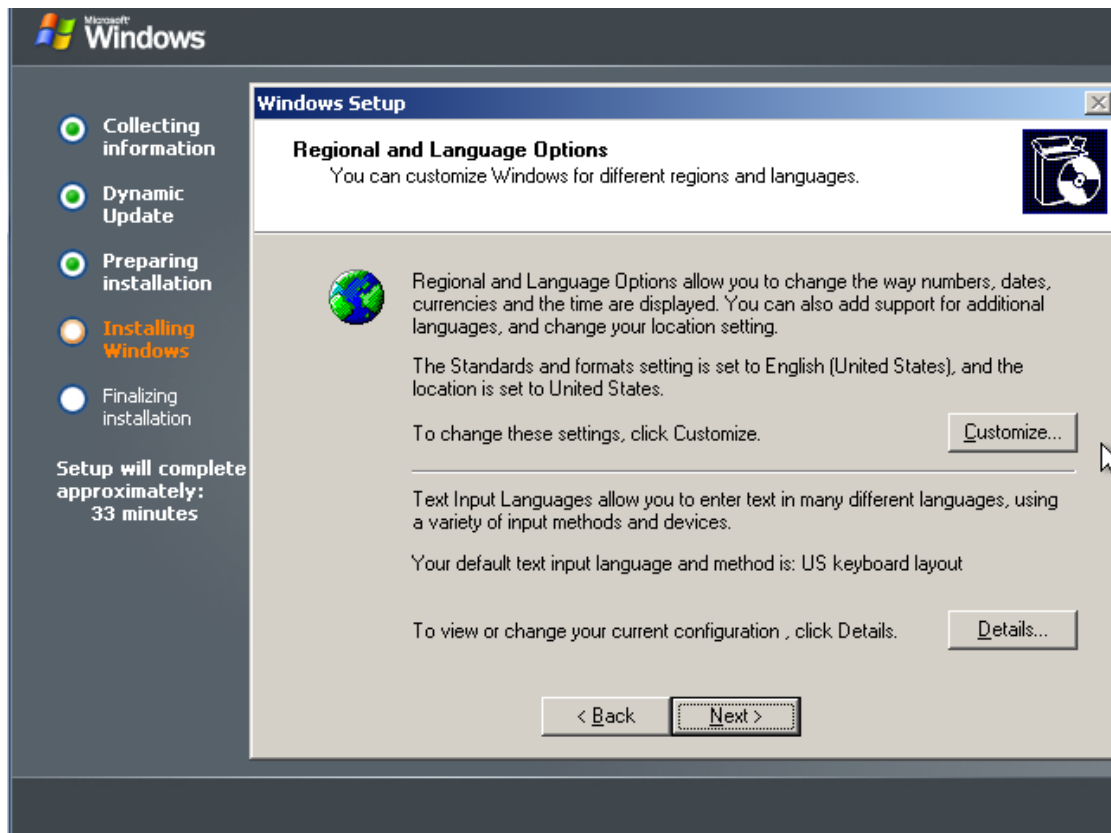 Microsoft
Windows
Collecting
information
Dynamic
Update
Preparing
installation
Installing
Windows
Finalizing
installation
Setup will complete
approximately:
33 minutes
Windows Setup
Regional and Language Options
You can customize Windows for different regions and languages.
Regional and Language Options allow you to change the way numbers, dates,
currencies and the time are displayed. You can also add support for additional
languages, and change your location setting.
The Standards and formats setting is set to English (United States), and the
location is set to United States.
To change these settings, click Customize.
Customize...
Text Input Languages allow you to enter text in many different languages, using
a variety of input methods and devices.
Your default text input language and method is: US keyboard layout
To view or change your current configuration , click Details.
Details...
< Back
Next >